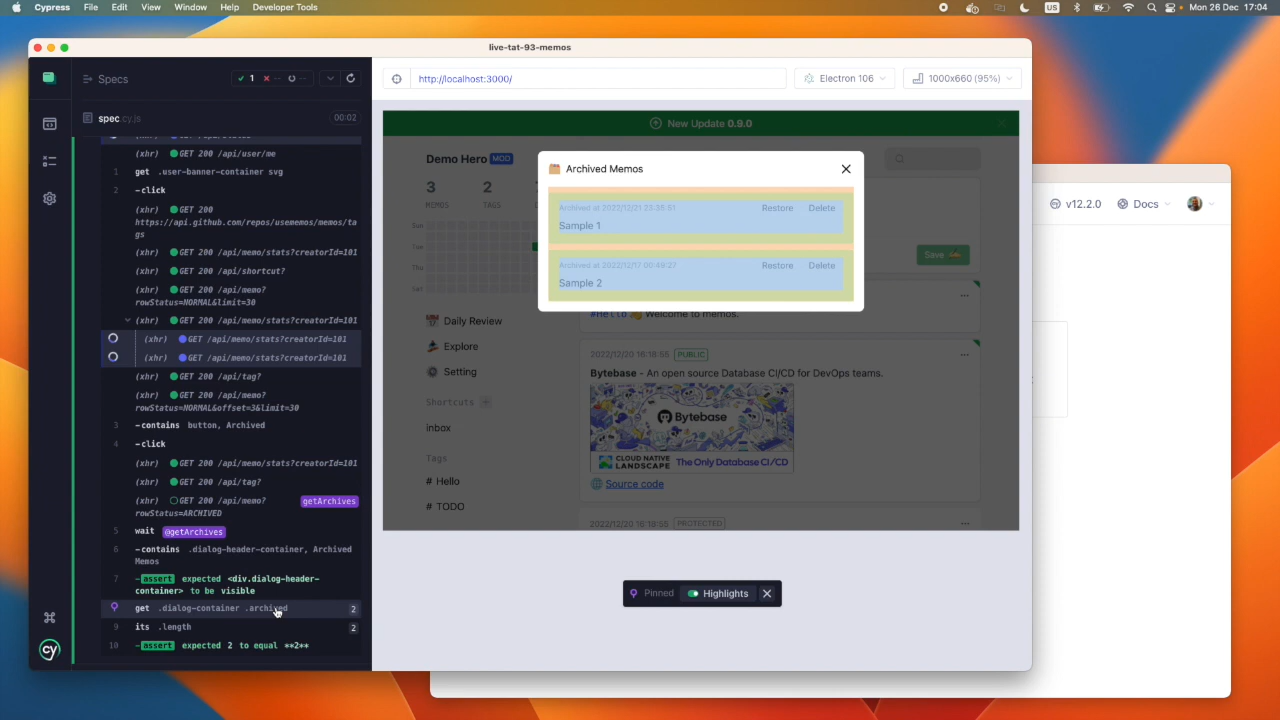 Cypress File Edit View Window Help Developer Tools
US
Mon 26 Dec 17:04
live-tat-93-memos
Specs
1
spec.cy.js
00:02
(xhr) GET 200 /api/user/me
1 get .user-banner-container svg
2 -click
(xhr) GET 200
https://api.github.com/repos/usememos/memos/ta
gs
(xhr) GET 200 /api/memo/stats?creatorId=101
(xhr) GET 200 /api/shortcut?
(xhr) GET 200 /api/memo?
rowStatus=NORMAL&limit=30
(xhr) GET 200 /api/memo/stats?creatorId=101
(xhr) GET /api/memo/stats?creatorId=101
(xhr) GET /api/memo/stats?creatorId=101
(xhr) GET 200 /api/tag?
(xhr) GET 200 /api/memo?
rowStatus=NORMAL&offset=3&limit=30
3 -contains button, Archived
4 -click
(xhr) GET 200 /api/memo/stats?creatorId=101
(xhr) GET 200 /api/tag?
(xhr) GET 200 /api/memo? getArchives
rowStatus=ARCHIVED
5 wait @getArchives
6 -contains .dialog-header-container, Archived
Memos
7 -assert expected <div.dialog-header-
container> to be visible
get .dialog-container .archived 2
9 its .length 2
10 -assert expected 2 to equal **2**
cy
http://localhost:3000/
Electron 106
1000x660 (95%)
New Update 0.9.0
Demo Hero MOD
3 2
MEMOS TAGS
Sun
Tue
Thu
Sat
Daily Review
Explore
Setting
Shortcuts +
inbox
Tags
# Hello
# TODO
Archived Memos
Archived at 2022/12/21 23:35:51 Restore Delete
Sample 1
Archived at 2022/12/17 00:49:27 Restore Delete
Sample 2
Save
#Hello Welcome to memos.
2022/12/20 16:18:55 PUBLIC
Bytebase - An open source Database CI/CD for DevOps teams.
Bytebase
CLOUD NATIVE
LANDSCAPE The Only Database CI/CD
Source code
2022/12/20 16:18:55 PROTECTED
Pinned Highlights
v12.2.0 Docs